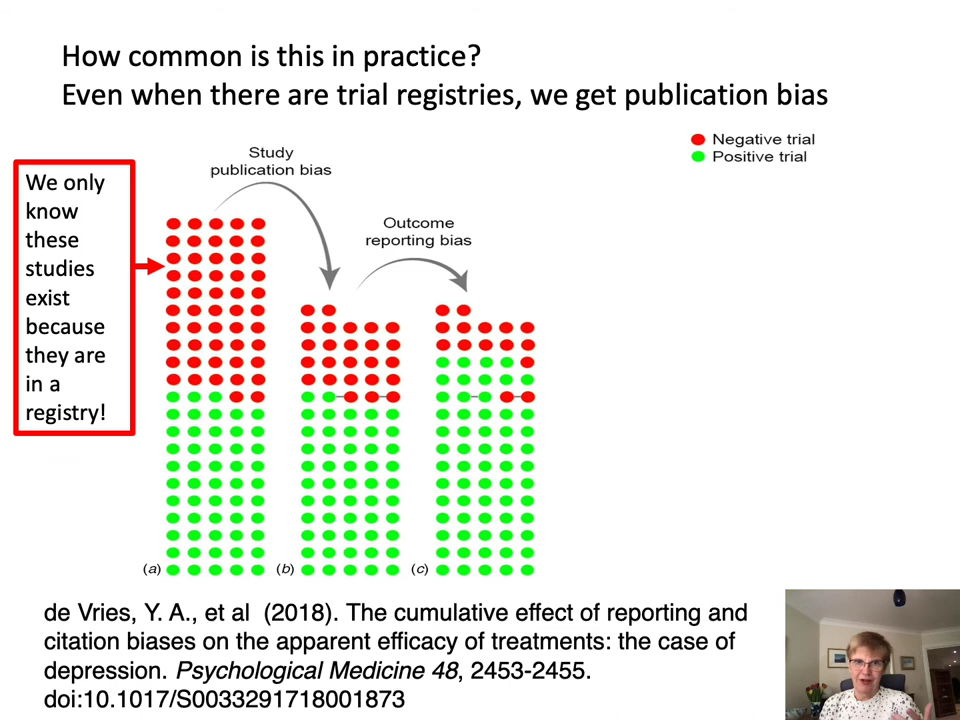 How common is this in practice?
Even when there are trial registries, we get publication bias
Negative trial
Positive trial
Study
publication bias
Outcome
reporting bias
We only
know
these
studies
exist
because
they are
in a
registry!
(a)
(b)
(c)
de Vries, Y. A., et al  (2018). The cumulative effect of reporting and
citation biases on the apparent efficacy of treatments: the case of
depression. Psychological Medicine 48, 2453-2455.
doi:10.1017/S0033291718001873